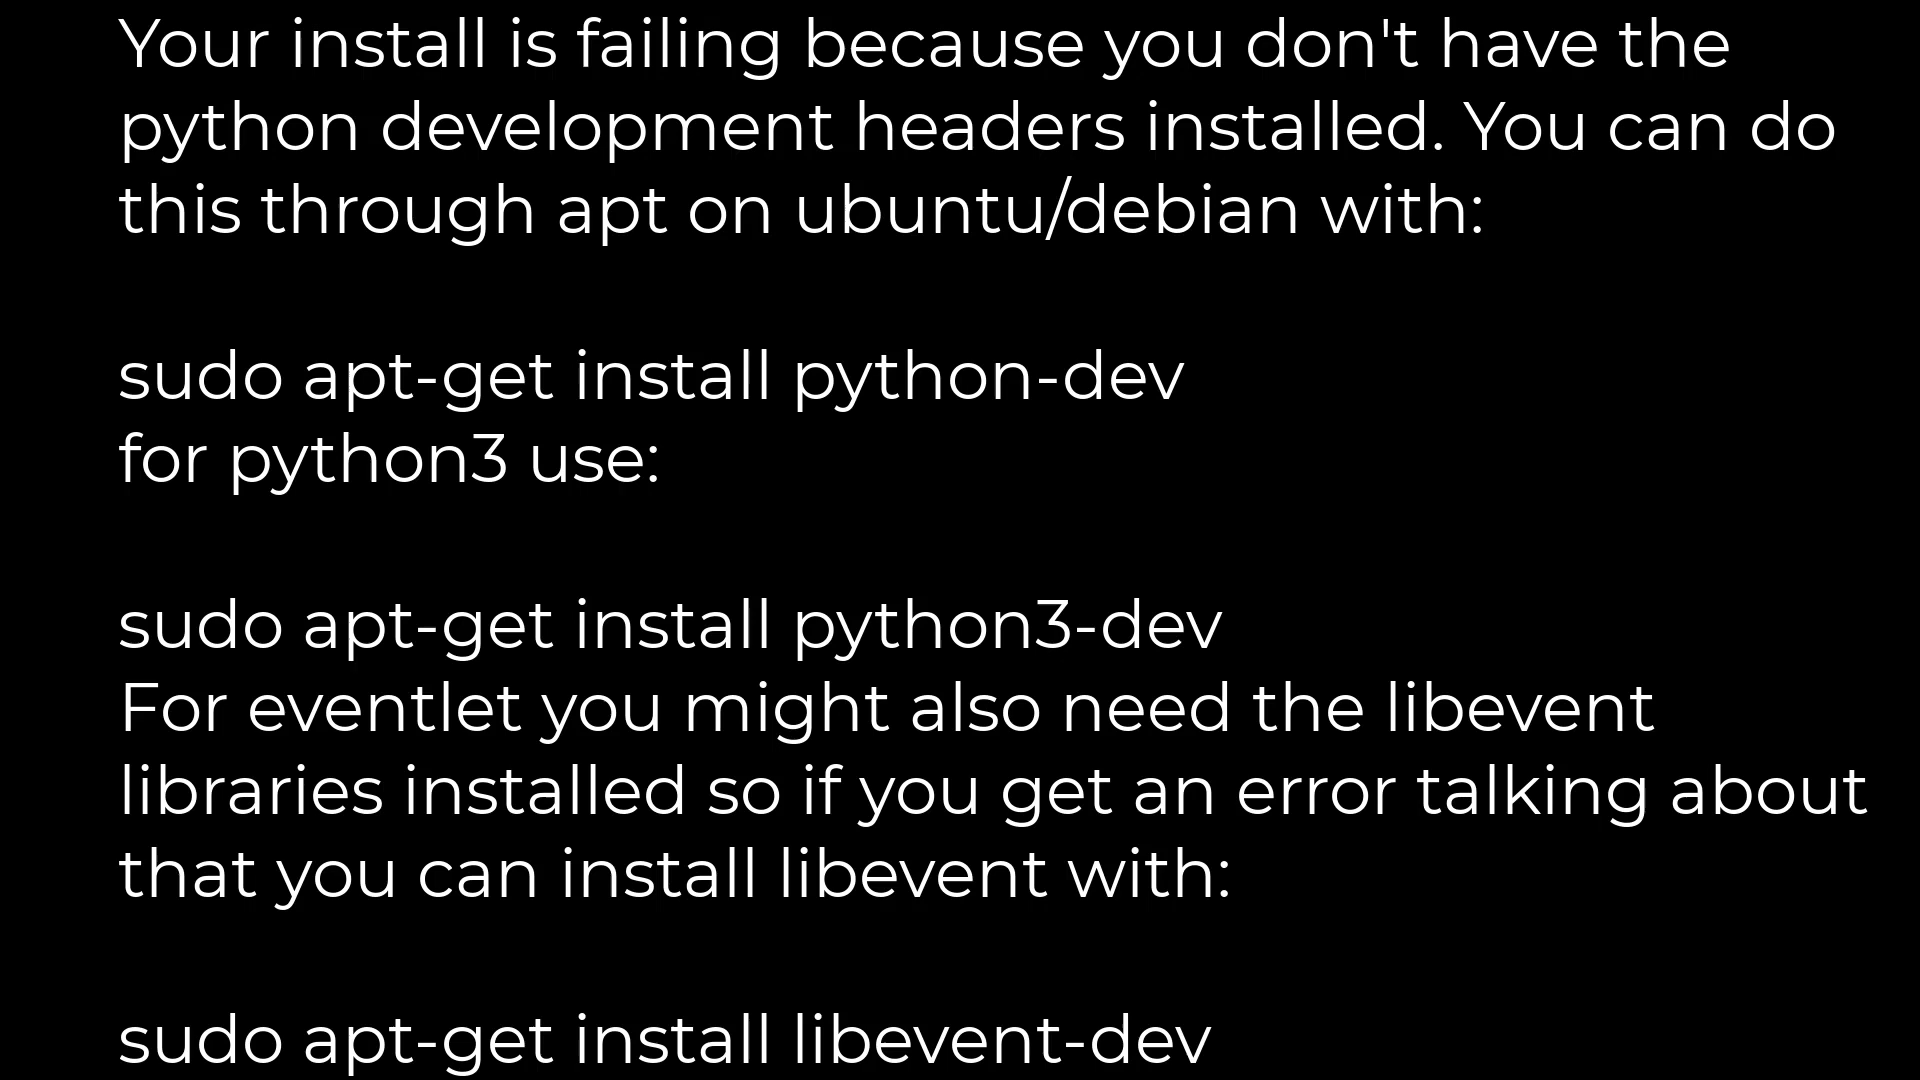 Your install is failing because you don't have the
python development headers installed. You can do
this through apt on ubuntu/debian with:
sudo apt-get install python-dev
for python3 use:
sudo apt-get install python3-dev
For eventlet you might also need the libevent
libraries installed so if you get an error talking about
that you can install libevent with:
sudo apt-get install libevent-dev